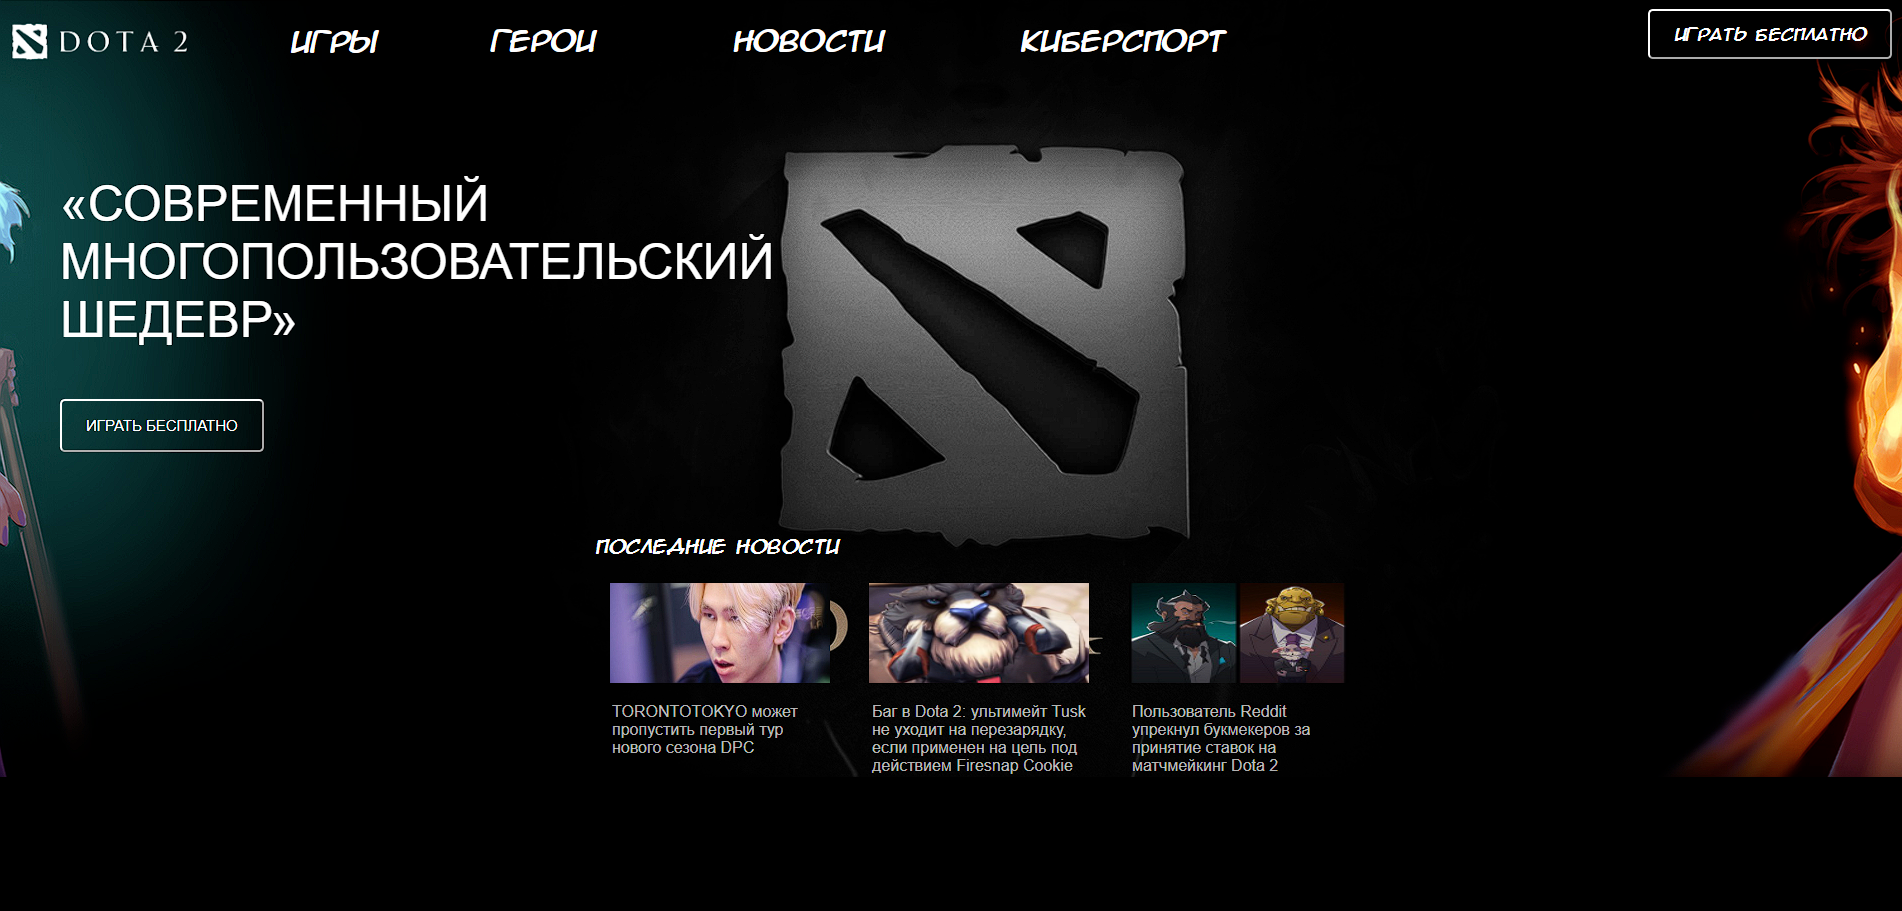 DOTA 2
ИГРЫ
ГЕРОИ
НОВОСТИ
КИБЕРСПОРТ
ИГРАТЬ БЕСПЛАТНО
«СОВРЕМЕННЫЙ
МНОГОПОЛЬЗОВАТЕЛЬСКИЙ
ШЕДЕВР»
ИГРАТЬ БЕСПЛАТНО
ПОСЛЕДНИЕ НОВОСТИ
TORONTOTOKYO может
пропустить первый тур
нового сезона DPC
Баг в Dota 2: ультимейт Tusk
не уходит на перезарядку,
если применен на цель под
действием Firesnap Cookie
Пользователь Reddit
упрекнул букмекеров за
принятие ставок на
матчмейкинг Dota 2